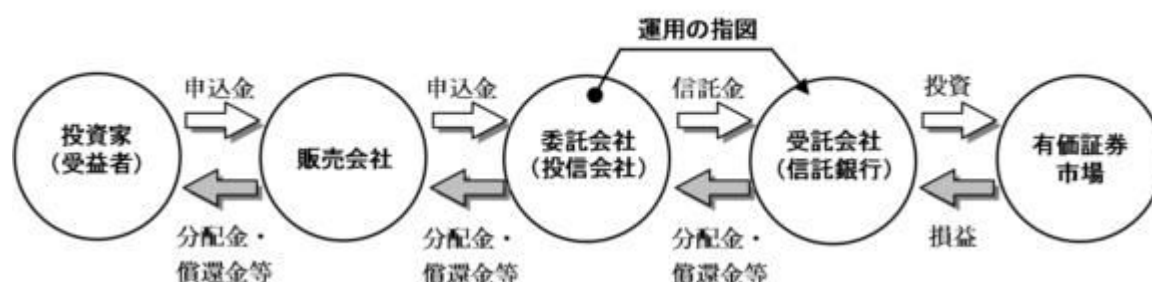 運用の指図
申込金
申込金
信託金
投資
投資家
(受益者)
販売会社
委託会社
(投信会社)
受託会社
(信託銀行)
有価証券
市場
分配金・
償還金等
分配金・
償還金等
分配金・
償還金等
損益